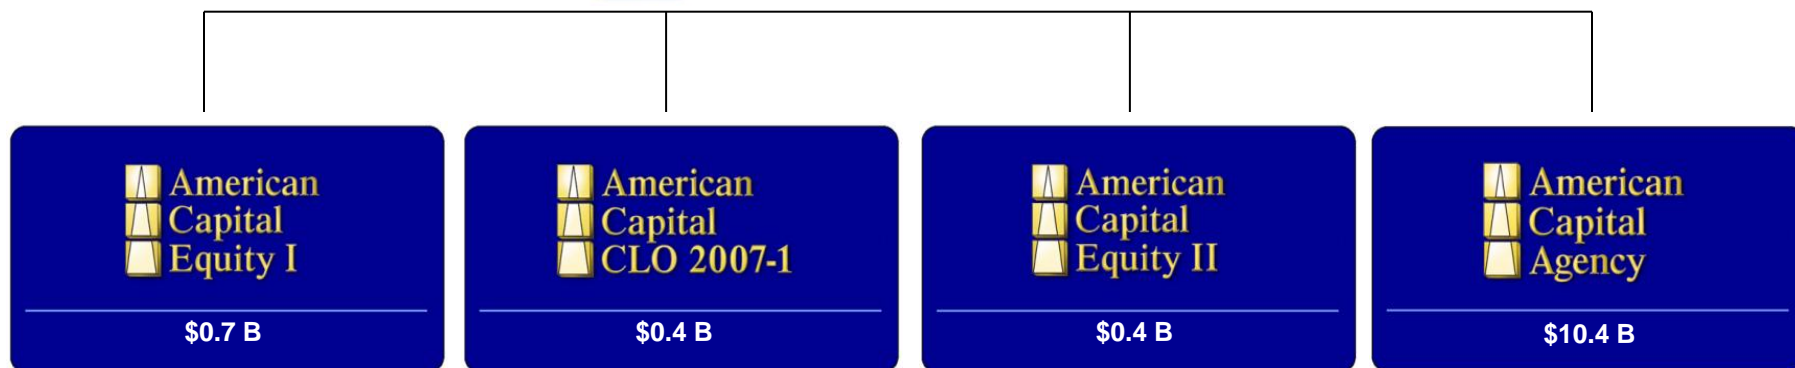 American
Capital
Equity I
$0.7 B
American
Capital
CLO 2007-1
$0.4 B
American
Capital
Equity II
$0.4 B
American
Capital
Agency
$10.4 B